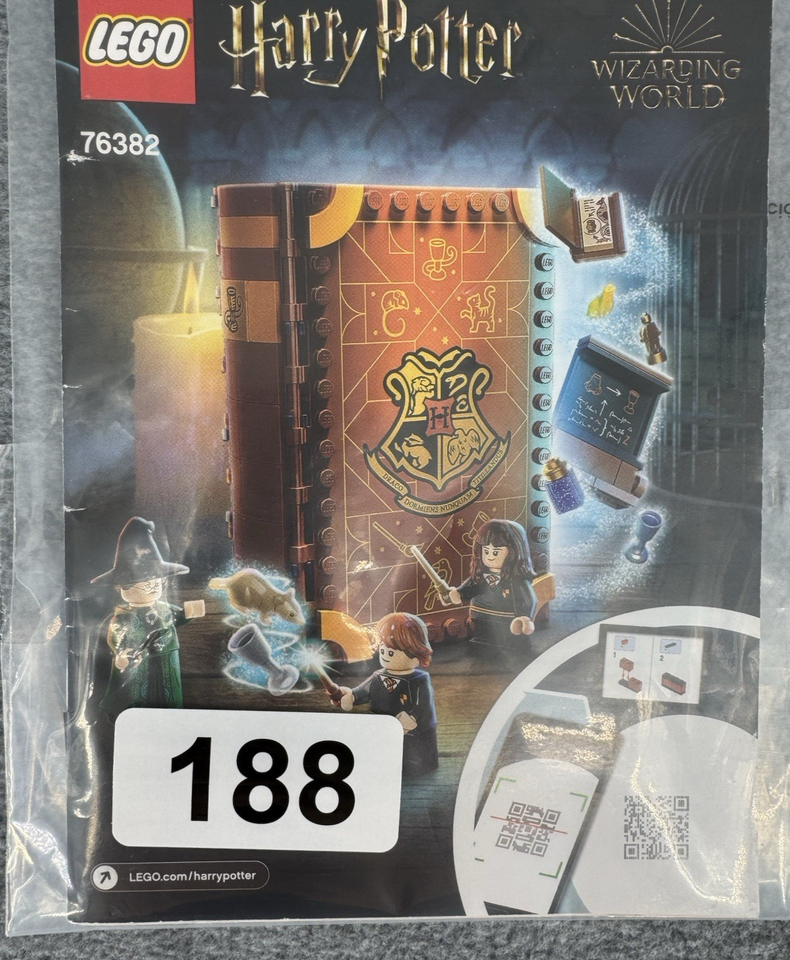 LEGO
Harry Potter
WIZARDING
WORLD
76382
H
DRACO
DORMIENS NUNQUAM
TITILLANDUS
1
2
188
LEGO.com/harrypotter